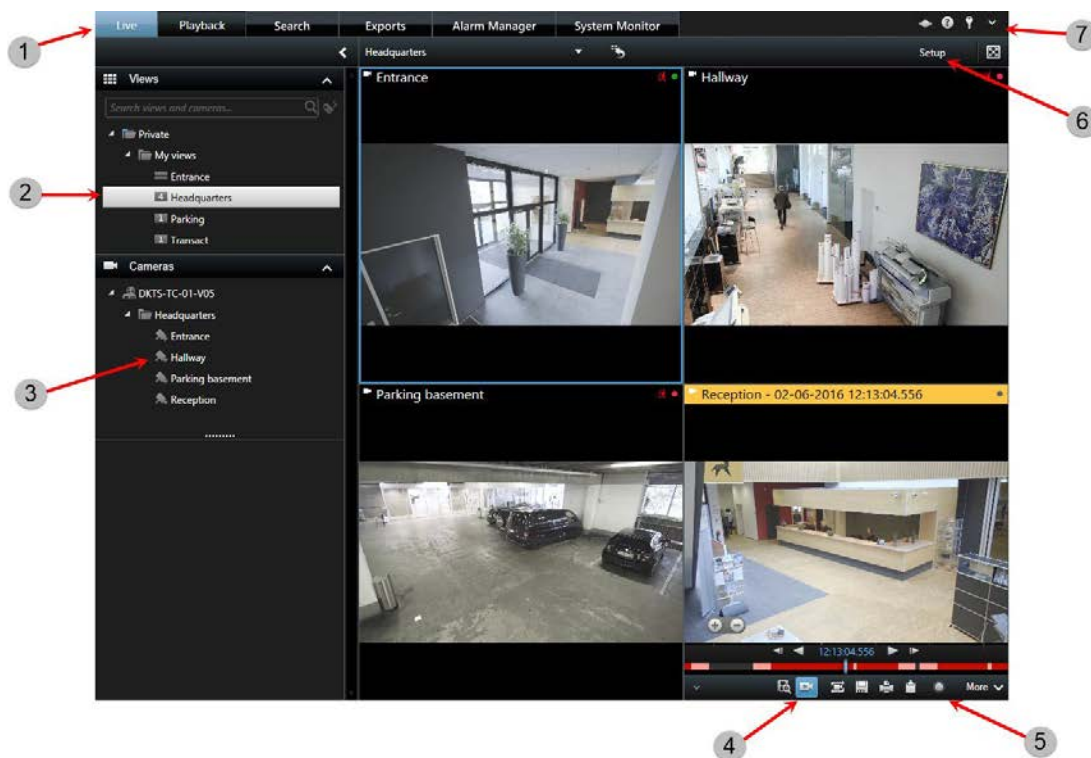 Live Playback Search Exports Alarm Manager System Monitor
1
7
Headquarters
Setup
Views
Entrance
Hallway
Search views and cameras...
6
Private
My views
Entrance
2
4 Headquarters
1 Parking
1 Transact
Cameras
DKTS-TC-01-V05
Headquarters
Entrance
Hallway
3
Parking basement
Reception
Parking basement
Reception - 02-06-2016 12:13:04.556
12:13:04.556
More
4
5